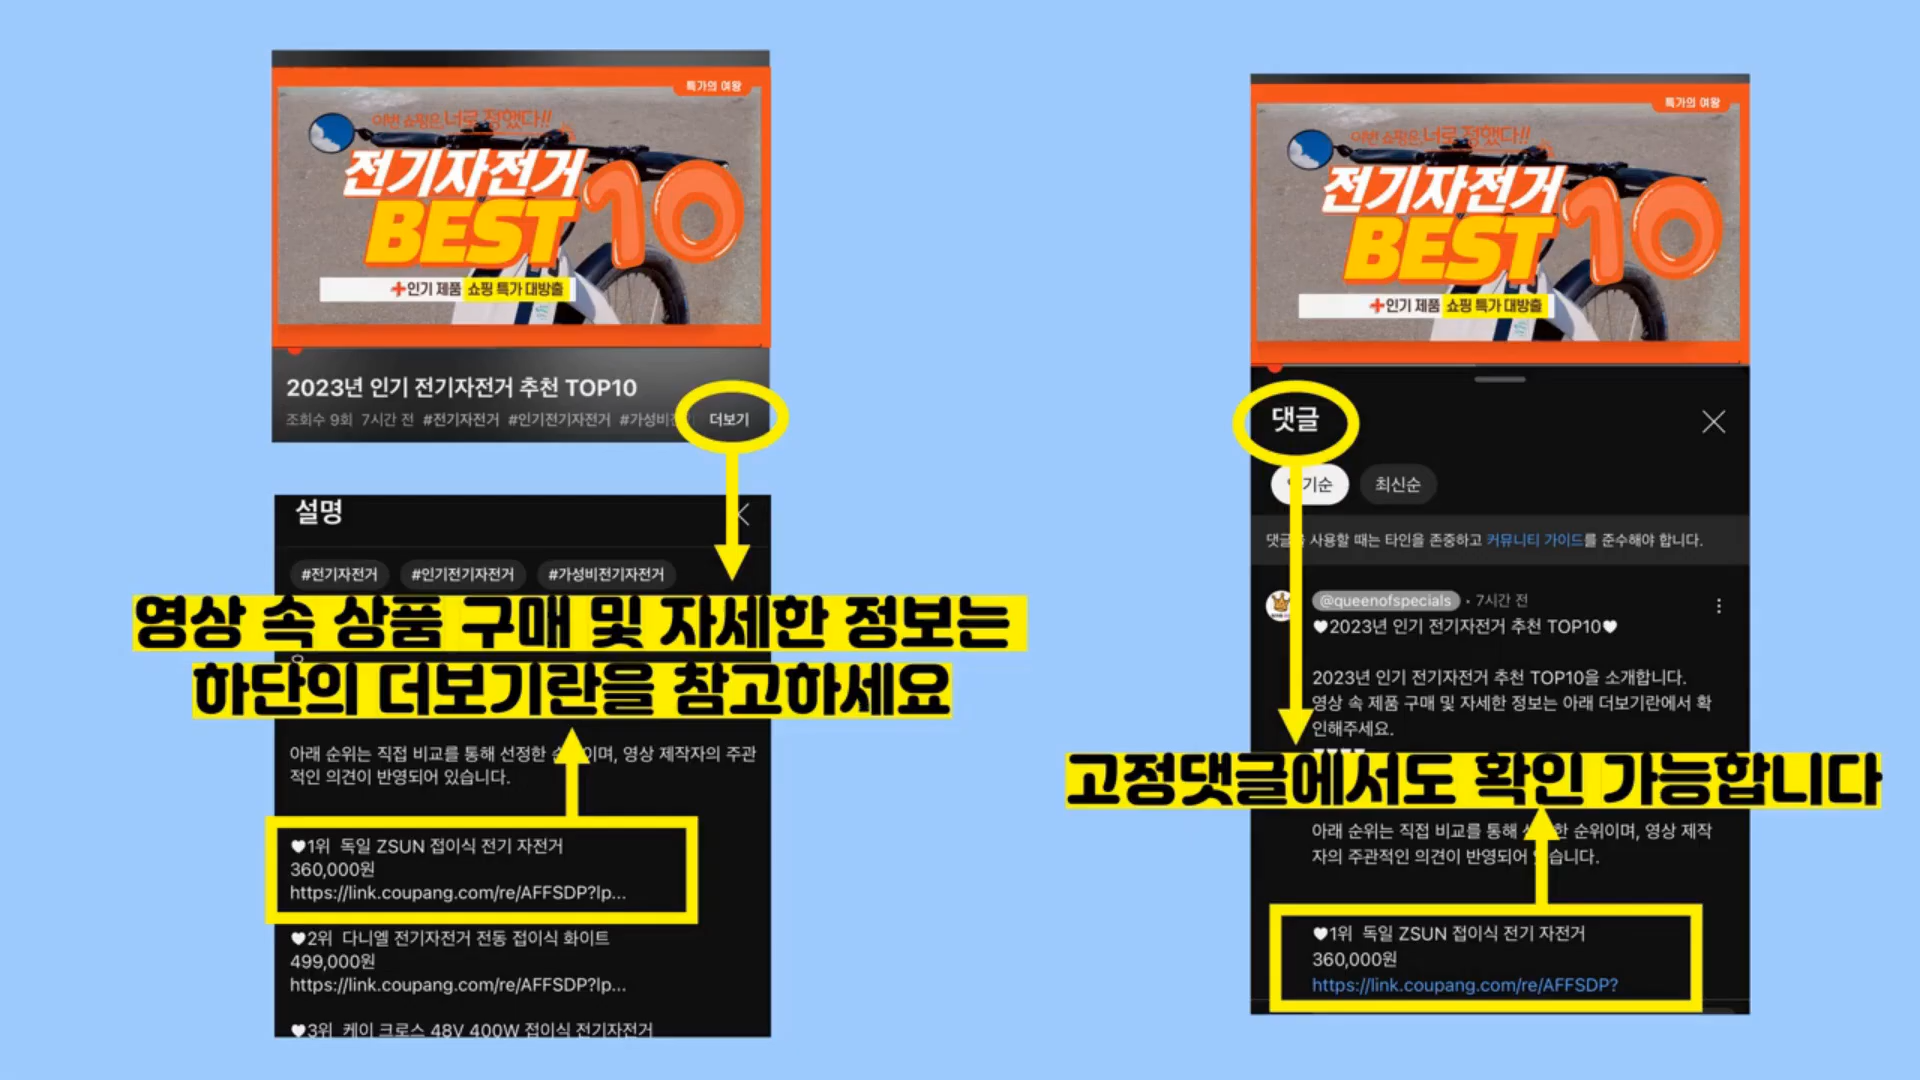 특가의 여왕
이번 쇼핑은 너로 정했다!!
전기자전거
BEST 10
+인기 제품 쇼핑 특가 대방출
2023년 인기 전기자전거 추천 TOP10
조회수 9회 7시간 전 #전기자전거 #인기전기자전거 #가성비 더보기
설명
#전기자전거 #인기전기자전거 #가성비전기자전거
영상 속 상품 구매 및 자세한 정보는
하단의 더보기란을 참고하세요
아래 순위는 직접 비교를 통해 선정한 이며, 영상 제작자의 주관
적인 의견이 반영되어 있습니다.
♥1위 독일 ZSUN 접이식 전기 자전거
360,000원
https://link.coupang.com/re/AFFSDP?lp...
♥2위 다니엘 전기자전거 전동 접이식 화이트
499,000원
https://link.coupang.com/re/AFFSDP?lp...
♥3위 케이 크로스 48V 400W 접이식 전기자전거
특가의 여왕
이번 쇼핑은 너로 정했다!!
전기자전거
BEST 10
+인기 제품 쇼핑 특가 대방출
댓글
기순 최신순
댓글 사용할 때는 타인을 존중하고 커뮤니티 가이드를 준수해야 합니다.
@queenofspecials · 7시간 전
♥2023년 인기 전기자전거 추천 TOP10♥
2023년 인기 전기자전거 추천 TOP10을 소개합니다.
영상 속 제품 구매 및 자세한 정보는 아래 더보기란에서 확
인해주세요.
고정댓글에서도 확인 가능합니다
아래 순위는 직접 비교를 통해 한 순위이며, 영상 제작
자의 주관적인 의견이 반영되어 습니다.
♥1위 독일 ZSUN 접이식 전기 자전거
360,000원
https://link.coupang.com/re/AFFSDP?